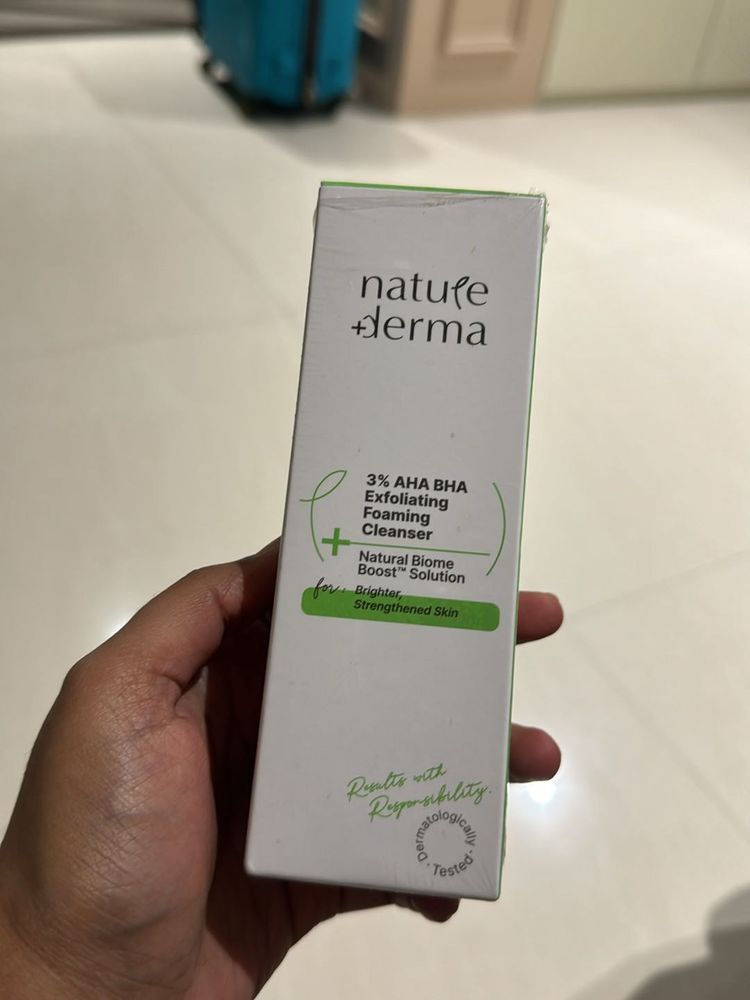 nature
+derma
3% AHA BHA
Exfoliating
Foaming
Cleanser
Natural Biome
Boost™ Solution
for: Brighter,
Strengthened Skin
Results with
Responsibility.
Dermatologically
· Tested ·